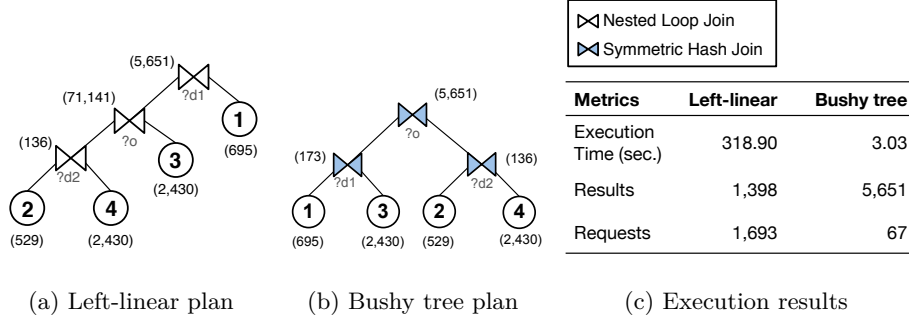 Nested Loop Join
Symmetric Hash Join
(5,651)
?d1
(71,141)
1
(695)
?o
(136)
3
(2,430)
?d2
2
4
(529)
(2,430)
(5,651)
?o
(173)
(136)
?d1
?d2
1
3
2
4
(695)
(2,430)
(529)
(2,430)
Metrics Left-linear Bushy tree
Execution
Time (sec.) 318.90 3.03
Results 1,398 5,651
Requests 1,693 67
(a) Left-linear plan
(b) Bushy tree plan
(c) Execution results